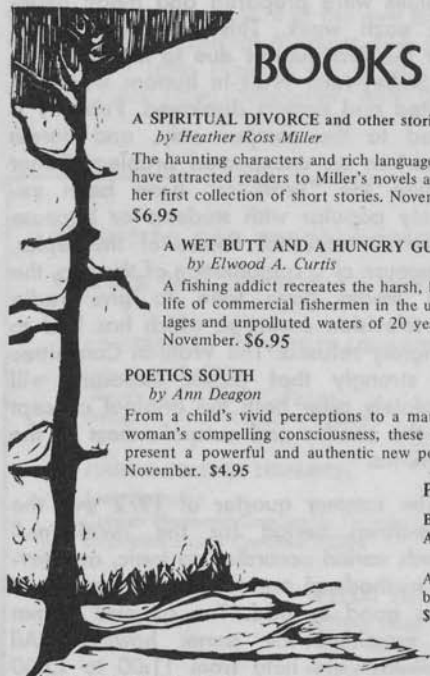 BOOKS
A SPIRITUAL DIVORCE and other stori
by Heather Ross Miller
The haunting characters and rich language
have attracted readers to Miller's novels a
her first collection of short stories. Novem
$6.95
A WET BUTT AND A HUNGRY GU
by Elwood A. Curtis
A fishing addict recreates the harsh,
life of commercial fishermen in the u
lages and unpolluted waters of 20 ye
November. $6.95
POETICS SOUTH
by Ann Deagon
From a child's vivid perceptions to a mat
woman's compelling consciousness, these
present a powerful and authentic new po
November. $4.95